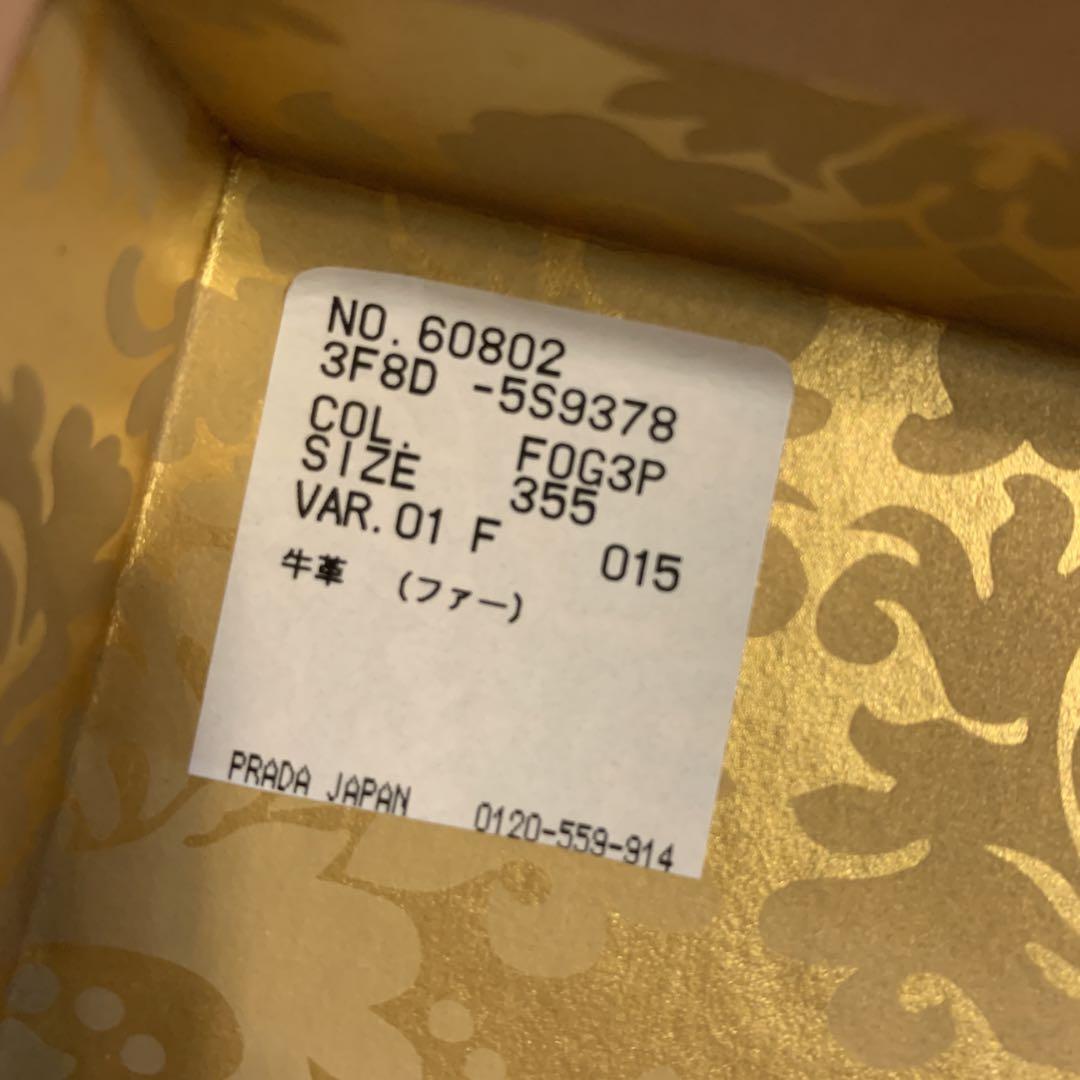 NO.60802
3F8D -5S9378
COL. F0G3P
SIZE 355
VAR.01 F 015
牛革 (ファー)
PRADA JAPAN 0120-559-914